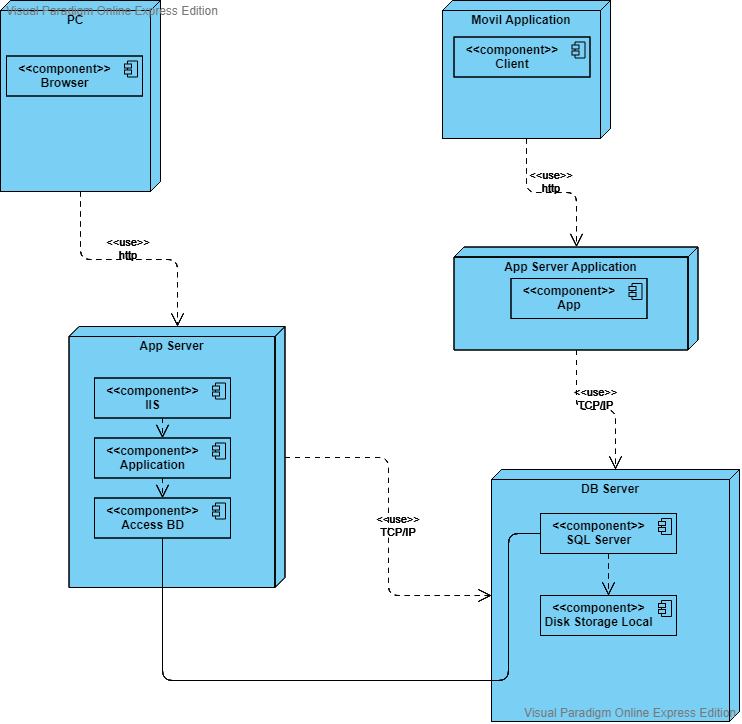 Visual Paradigm Online Express Edition
PC
<<component>>
Browser
Movil Application
<<component>>
Client
<<use>>
http
<<use>>
http
App Server Application
<<component>>
App
App Server
<<component>>
IIS
<<component>>
Application
<<component>>
Access BD
<<use>>
TCP/IP
<<use>>
TCP/IP
DB Server
<<component>>
SQL Server
<<component>>
Disk Storage Local
Visual Paradigm Online Express Edition